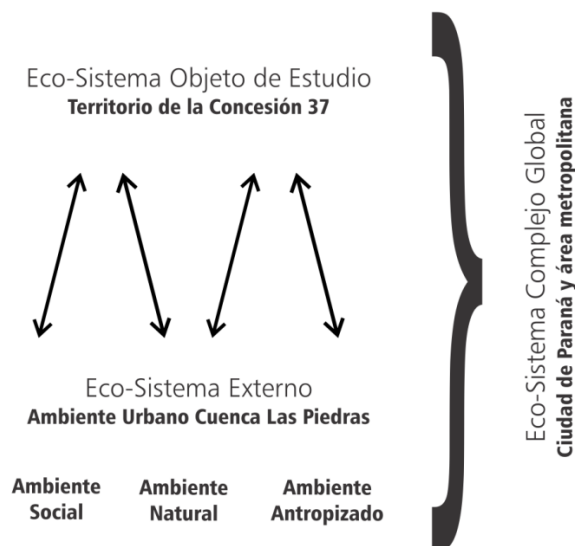 Eco-Sistema Objeto de Estudio
Territorio de la Concesión 37
Eco-Sistema Externo
Ambiente Urbano Cuenca Las Piedras
Ambiente
Social
Ambiente
Natural
Ambiente
Antropizado
Eco-Sistema Complejo Global
Ciudad de Paraná y área metropolitana